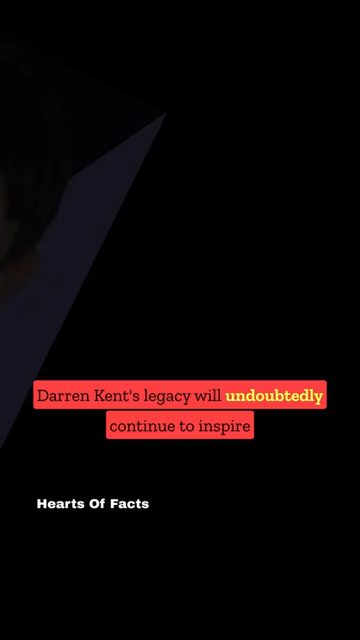 Darren Kent's legacy will undoubtedly
continue to inspire
Hearts Of Facts